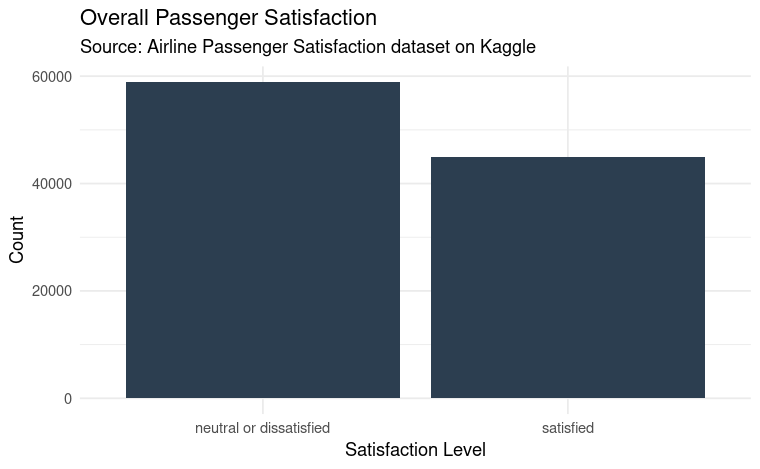 Overall Passenger Satisfaction
Source: Airline Passenger Satisfaction dataset on Kaggle
60000
40000
20000
0
Count
neutral or dissatisfied
satisfied
Satisfaction Level